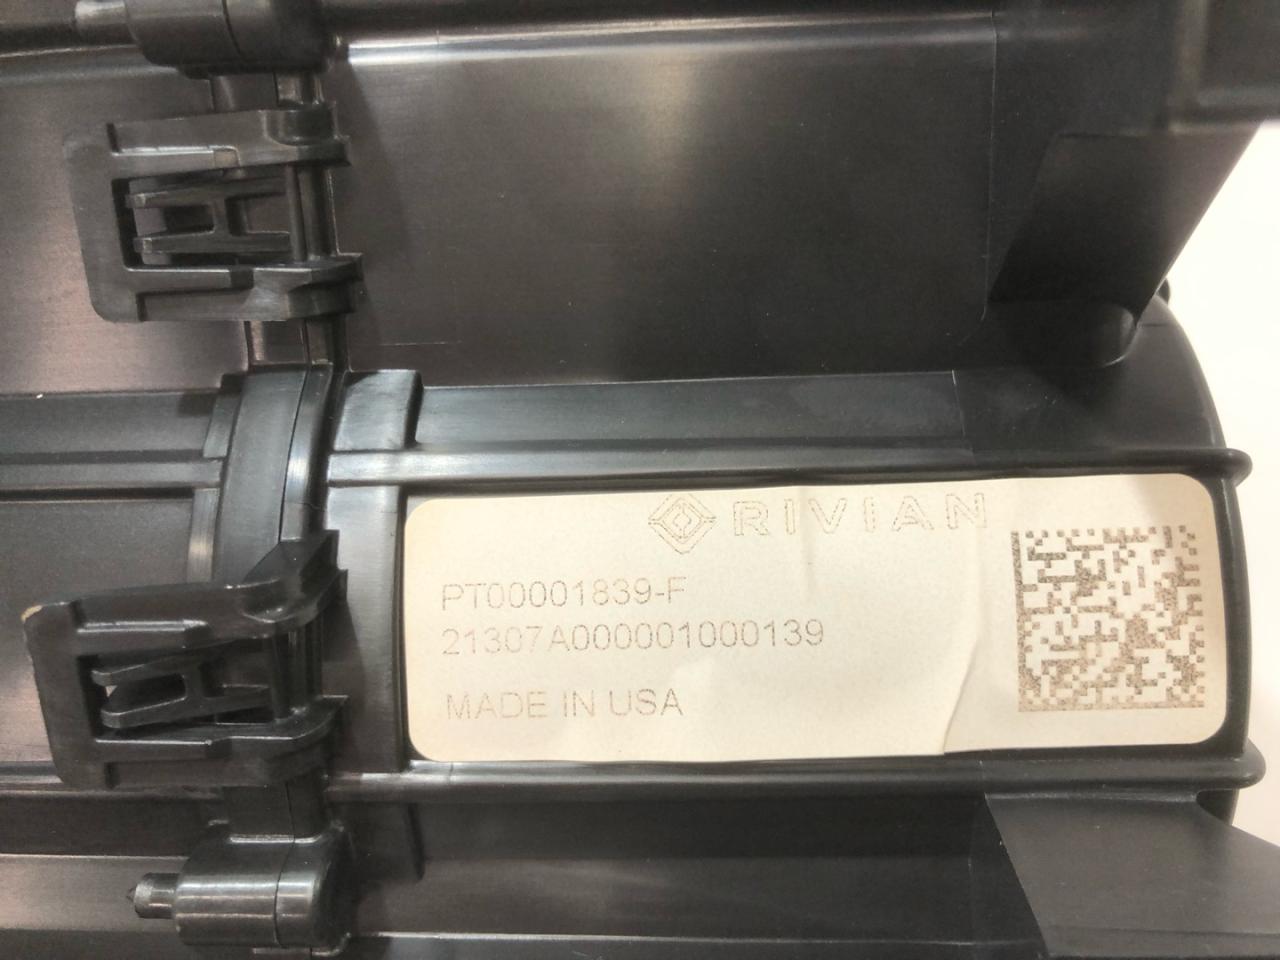 RIVIAN
PT00001839-F
21307A000001000139
MADE IN USA